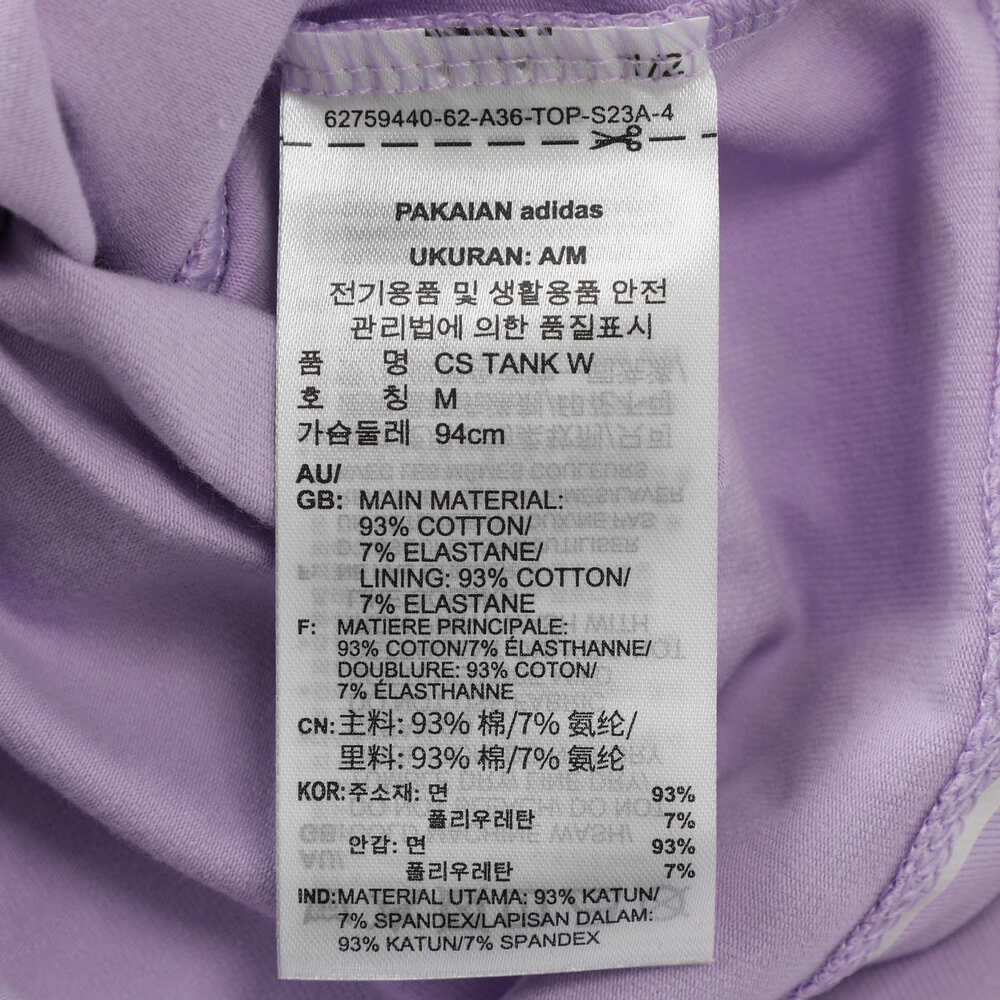 1/2
62759440-62-A36-TOP-S23A-4
PAKAIAN adidas
UKURAN: A/M
전기용품 및 생활용품 안전
관리법에 의한 품질표시
품 명 CS TANK W
호 칭 M
가슴둘레 94cm
AU/
GB: MAIN MATERIAL:
93% COTTON/
7% ELASTANE/
LINING: 93% COTTON/
7% ELASTANE
F: MATIERE PRINCIPALE:
93% COTON/7% ÉLASTHANNE/
DOUBLURE: 93% COTON/
7% ÉLASTHANNE
CN: 主料: 93% 棉/7% 氨纶/
里料: 93% 棉/7% 氨纶
KOR: 주소재: 면 93%
폴리우레탄 7%
안감: 면 93%
폴리우레탄 7%
IND: MATERIAL UTAMA: 93% KATUN/
7% SPANDEX/LAPISAN DALAM:
93% KATUN/7% SPANDEX